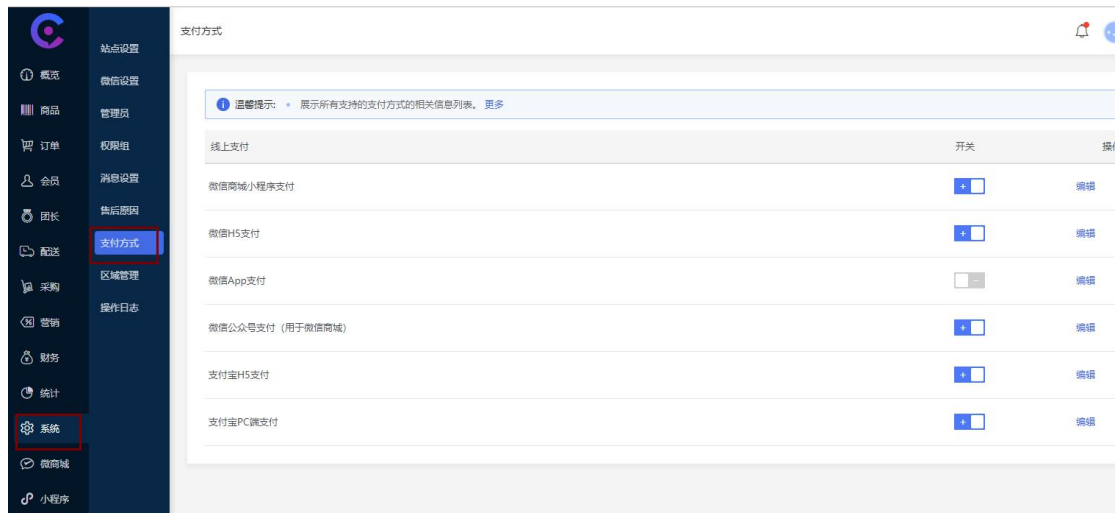 支付方式
概览
商品
订单
会员
团长
配送
采购
营销
财务
统计
系统
微商城
小程序
站点设置
微信设置
管理员
权限组
消息设置
售后原因
支付方式
区域管理
操作日志
温馨提示: 展示所有支持的支付方式的相关信息列表。 更多
线上支付 开关
微信商城小程序支付 编辑
微信H5支付 编辑
微信App支付 编辑
微信公众号支付（用于微信商城） 编辑
支付宝H5支付 编辑
支付宝PC端支付 编辑